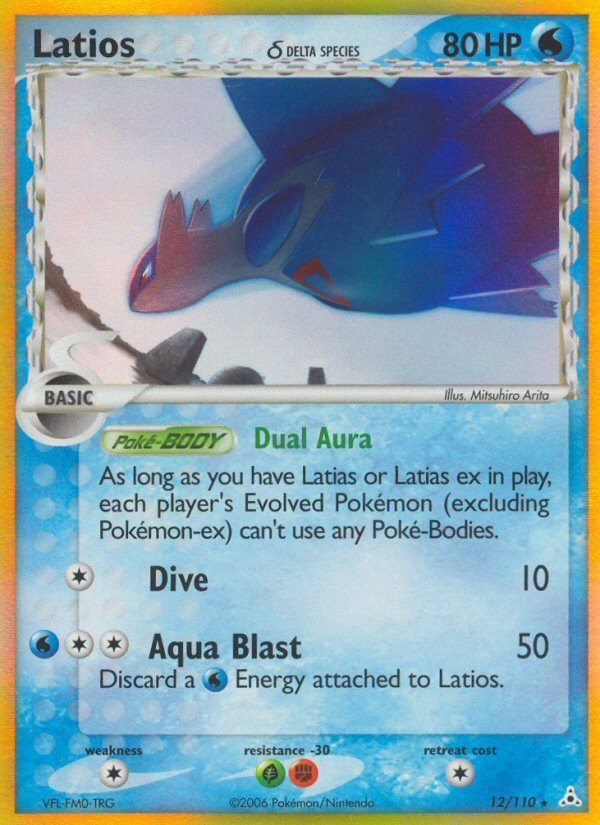 Latios δ DELTA SPECIES 80 HP
BASIC
Illus. Mitsuhiro Arita
Poké-BODY Dual Aura
As long as you have Latias or Latias ex in play,
each player's Evolved Pokémon (excluding
Pokémon-ex) can't use any Poké-Bodies.
Dive 10
Aqua Blast 50
Discard a Energy attached to Latios.
weakness resistance -30 retreat cost
VFL-FM0-TRG ©2006 Pokémon/Nintendo 12/110 ★